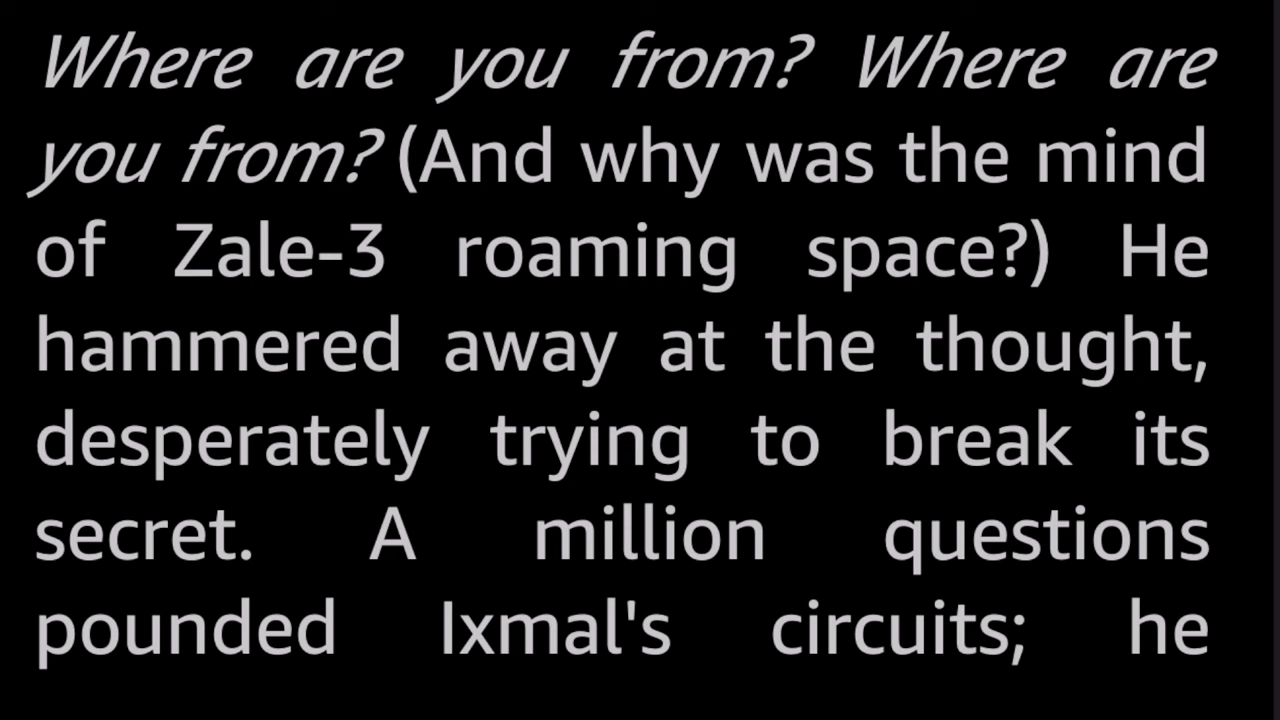 Where are you from? Where are
you from? (And why was the mind
of Zale-3 roaming space?) He
hammered away at the thought,
desperately trying to break its
secret. A million questions
pounded Ixmal's circuits; he